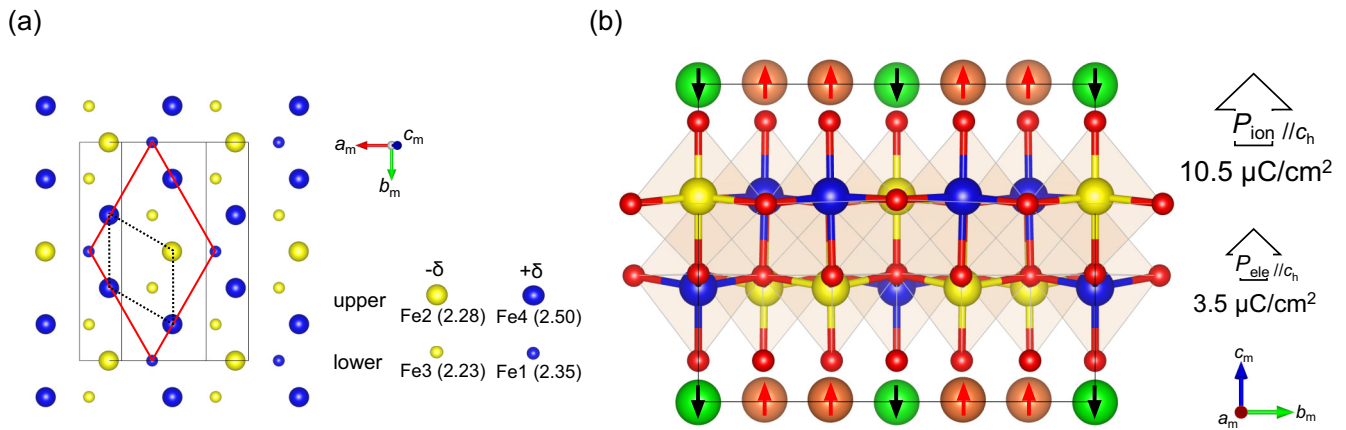 (a)
(b)
a_m
c_m
b_m
-δ
+δ
upper
Fe2 (2.28)
Fe4 (2.50)
lower
Fe3 (2.23)
Fe1 (2.35)
P_ion //c_h
10.5 μC/cm²
P_ele //c_h
3.5 μC/cm²
c_m
a_m
b_m